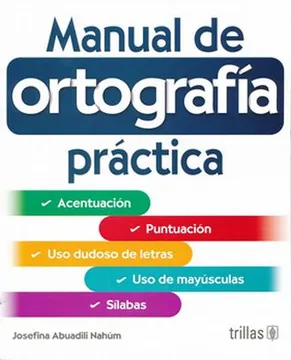 Manual de
ortografía
práctica
Acentuación
Puntuación
Uso dudoso de letras
Uso de mayúsculas
Sílabas
Josefina Abuadili Nahúm
trillas